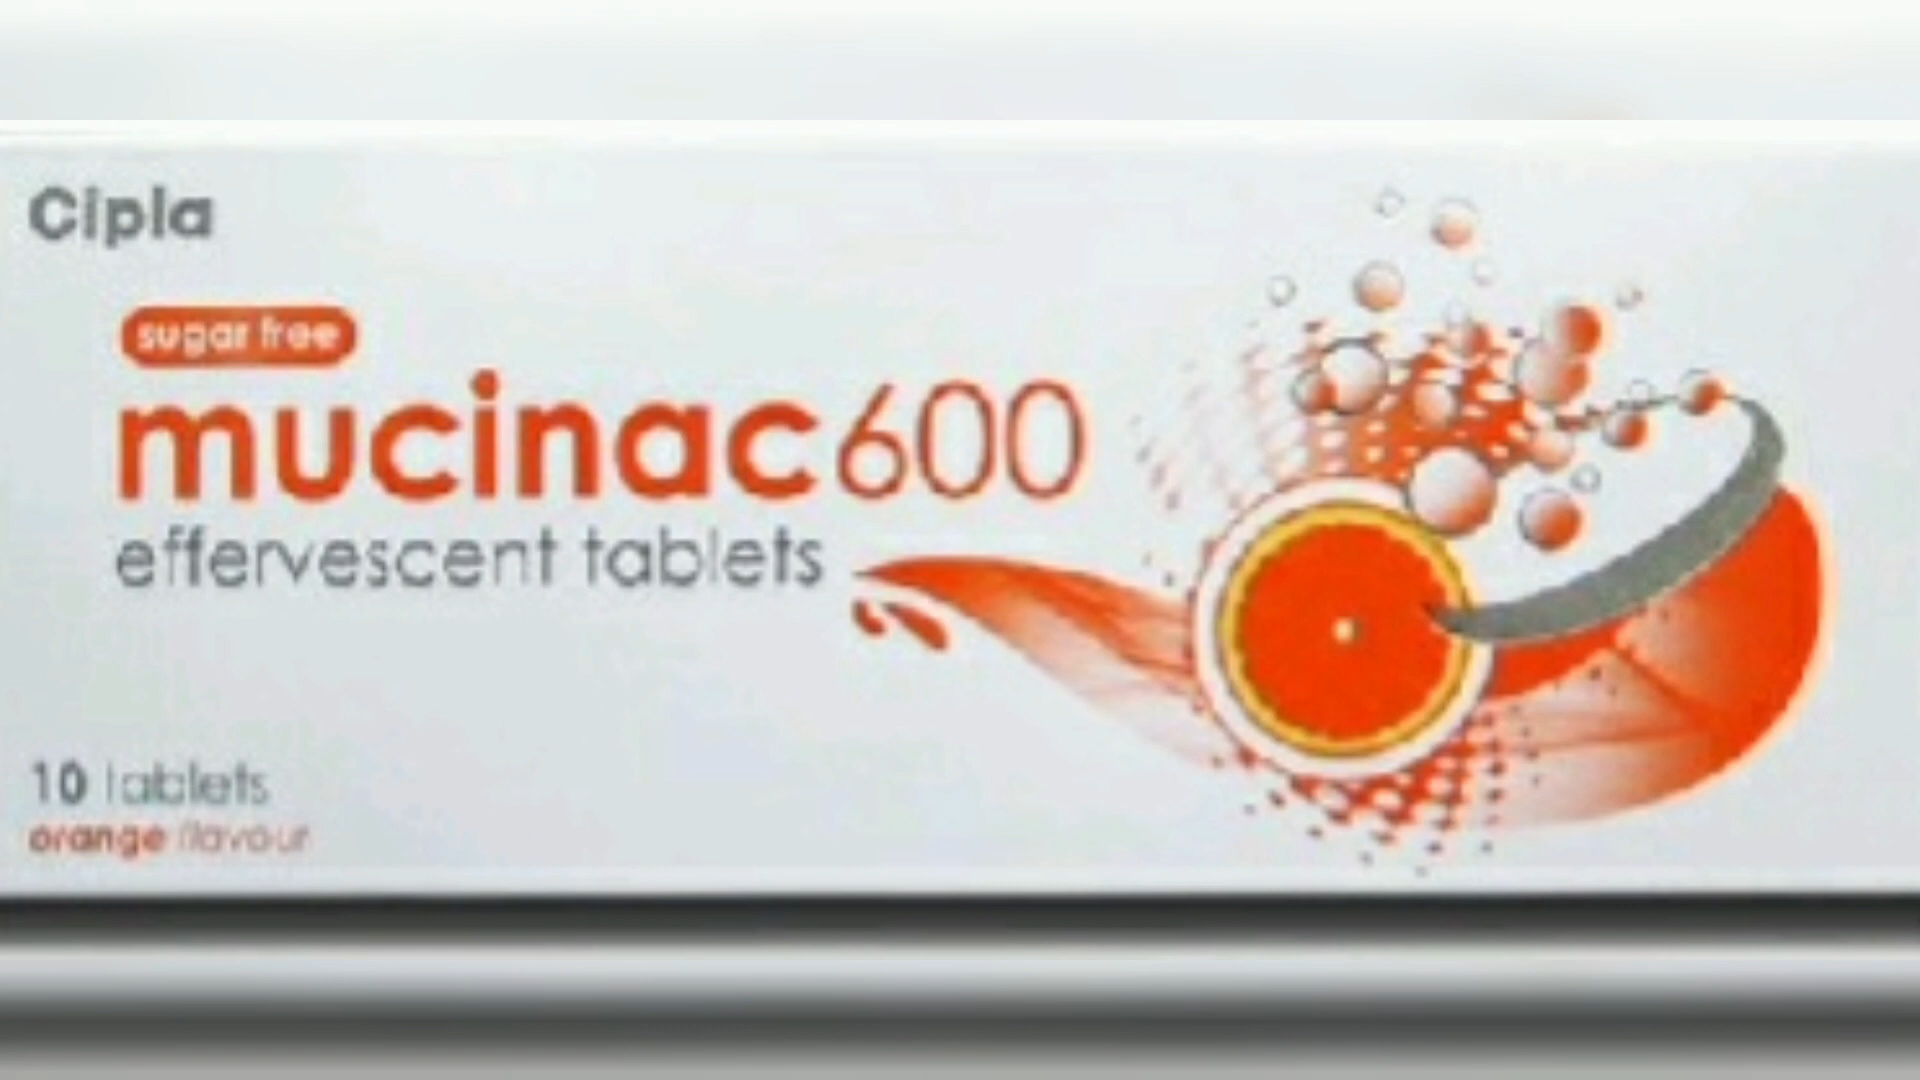 Cipla
sugar free
mucinac600
effervescent tablets
10 tablets
orange flavour